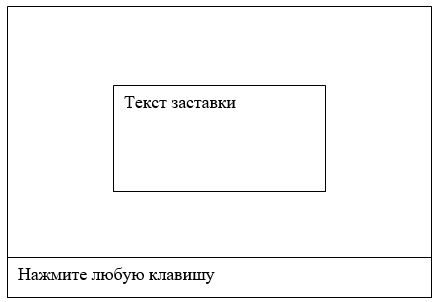 Текст заставки
Нажмите любую клавишу